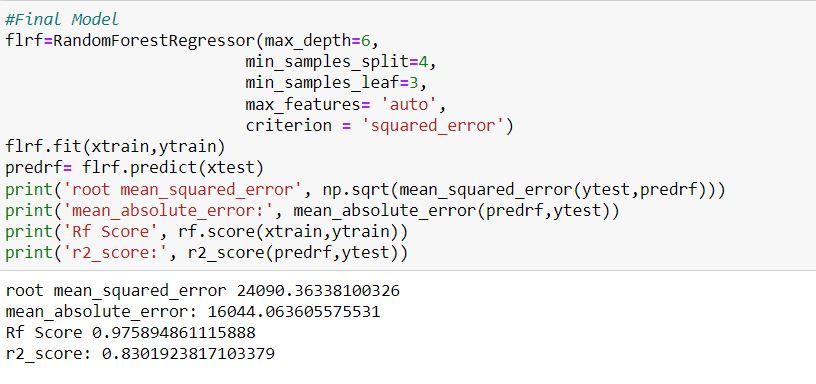 #Final Model
flrf=RandomForestRegressor(max_depth=6,
min_samples_split=4,
min_samples_leaf=3,
max_features= 'auto',
criterion = 'squared_error')
flrf.fit(xtrain,ytrain)
predrf= flrf.predict(xtest)
print('root mean_squared_error', np.sqrt(mean_squared_error(ytest,predrf)))
print('mean_absolute_error:', mean_absolute_error(predrf,ytest))
print('Rf Score', rf.score(xtrain,ytrain))
print('r2_score:', r2_score(predrf,ytest))
root mean_squared_error 24090.36338100326
mean_absolute_error: 16044.063605575531
Rf Score 0.975894861115888
r2_score: 0.8301923817103379